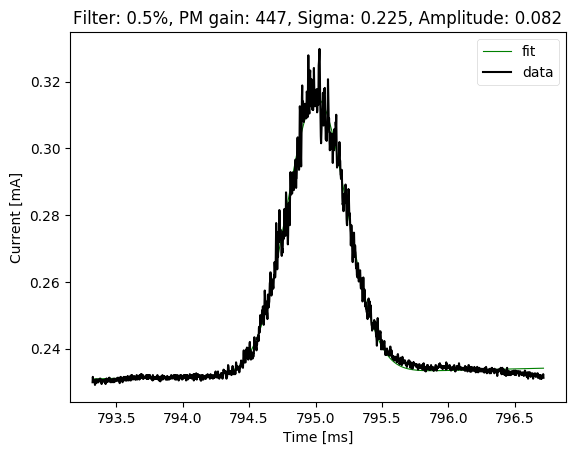 Filter: 0.5%, PM gain: 447, Sigma: 0.225, Amplitude: 0.082
fit
data
0.32
0.30
0.28
0.26
0.24
Current [mA]
793.5
794.0
794.5
795.0
795.5
796.0
796.5
Time [ms]